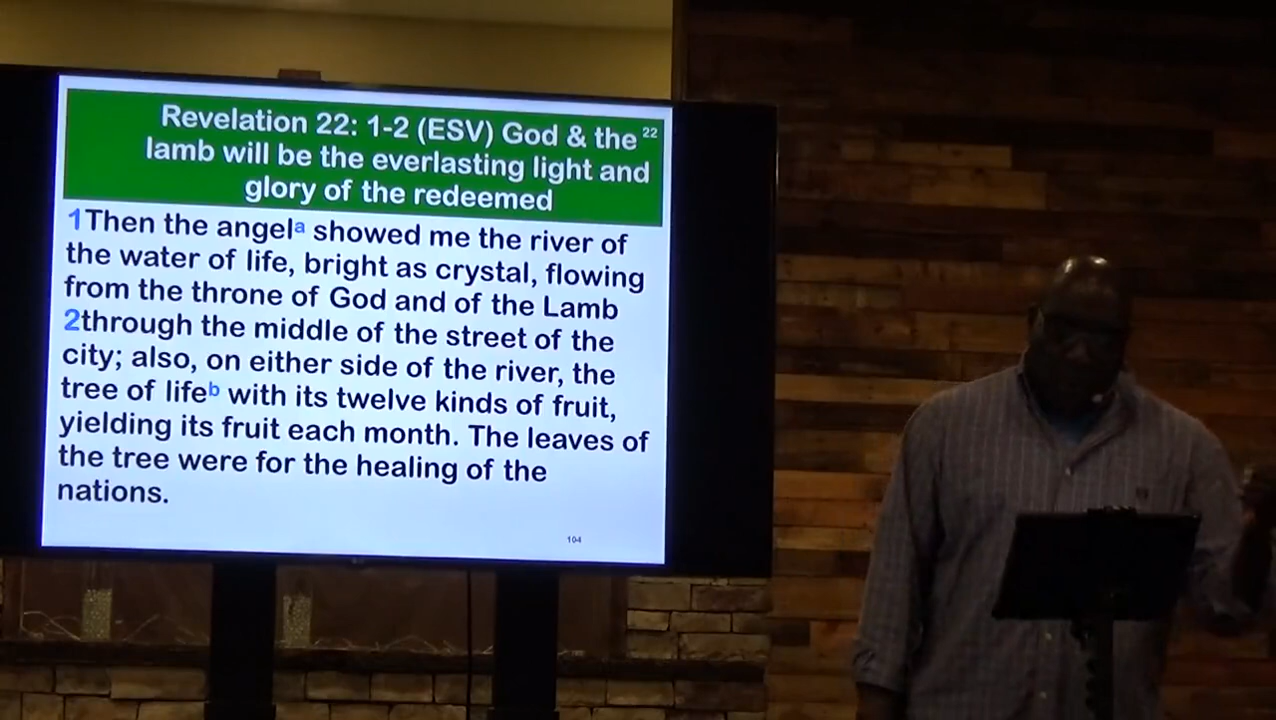 Revelation 22: 1-2 (ESV) God & the 22
lamb will be the everlasting light and
glory of the redeemed
1Then the angelᵃ showed me the river of
the water of life, bright as crystal, flowing
from the throne of God and of the Lamb
2through the middle of the street of the
city; also, on either side of the river, the
tree of lifeᵇ with its twelve kinds of fruit,
yielding its fruit each month. The leaves of
the tree were for the healing of the
nations.
104